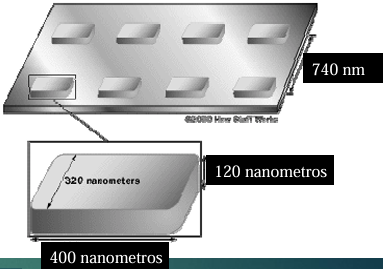 740 nm
©2000 How Stuff Works
320 nanometers
120 nanometros
400 nanometros